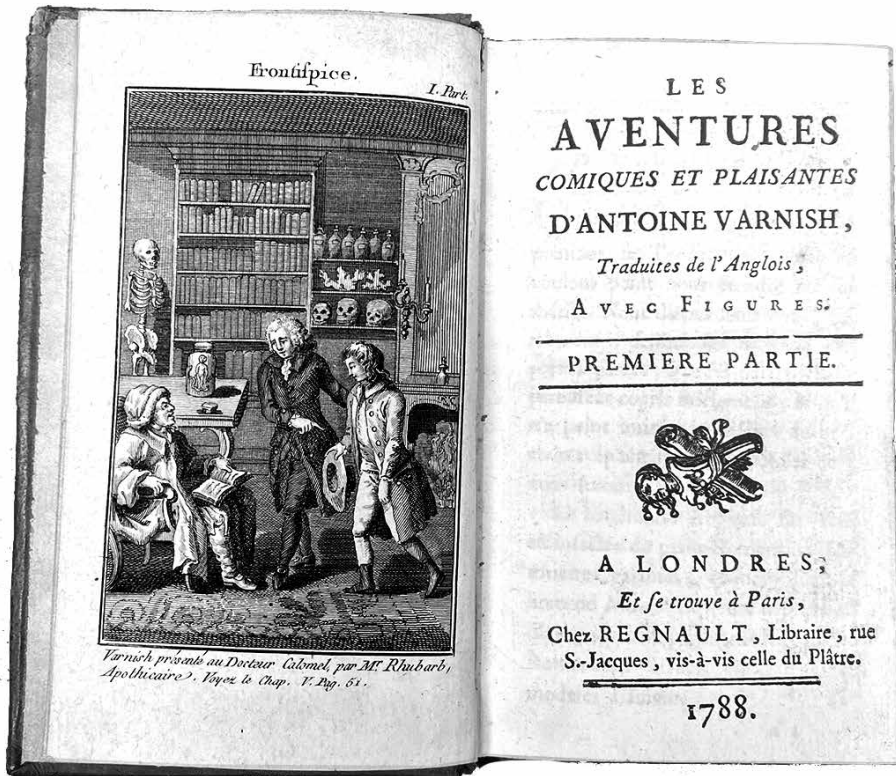 Frontiſpice.
I. Part.
Varnish préſenté au Docteur Calomel, par Mr Rhubarb,
Apothicaire. Voyez le Chap. V. Pag. 61.
LES
AVENTURES
COMIQUES ET PLAISANTES
D'ANTOINE VARNISH,
Traduites de l'Anglois,
AVEC FIGURES.
PREMIERE PARTIE.
A LONDRES;
Et ſe trouve à Paris,
Chez REGNAULT, Libraire, rue
S.-Jacques, vis-à-vis celle du Plâtre.
1788.